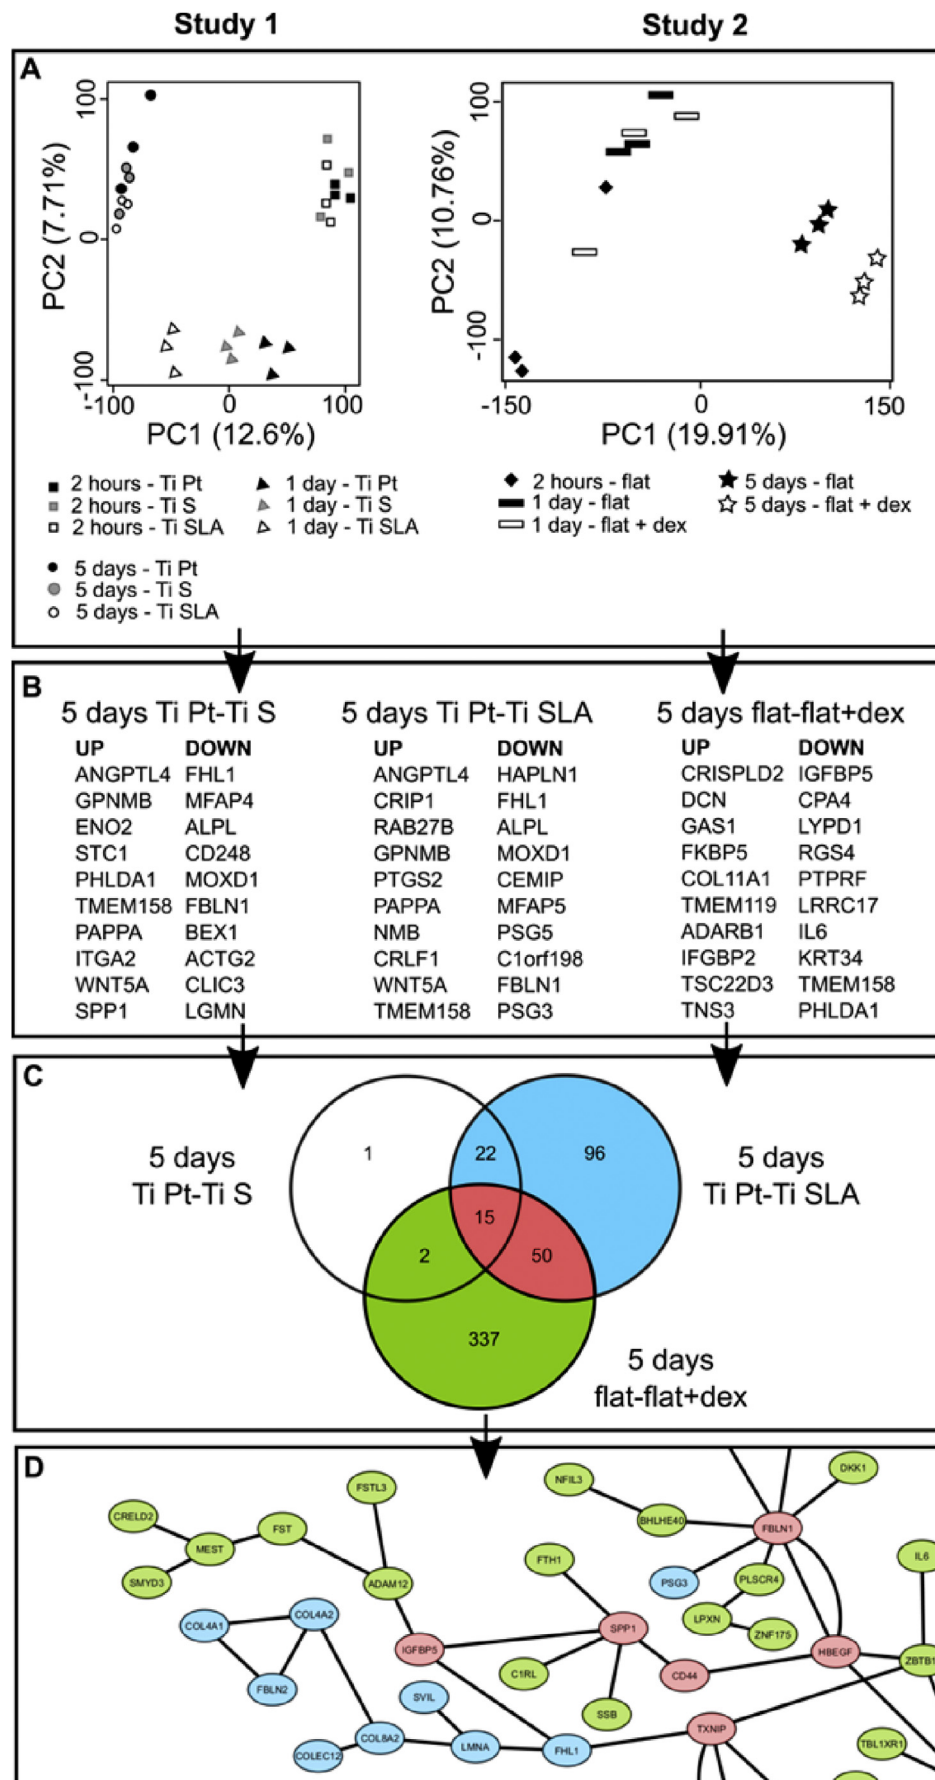 Study 1
Study 2
A
100
0
-100
PC2 (7.71%)
-100
0
100
PC1 (12.6%)
100
0
-100
PC2 (10.76%)
-150
0
150
PC1 (19.91%)
2 hours - Ti Pt
2 hours - Ti S
2 hours - Ti SLA
1 day - Ti Pt
1 day - Ti S
1 day - Ti SLA
5 days - Ti Pt
5 days - Ti S
5 days - Ti SLA
2 hours - flat
1 day - flat
1 day - flat + dex
5 days - flat
5 days - flat + dex
B
5 days Ti Pt-Ti S
UP DOWN
ANGPTL4 FHL1
GPNMB MFAP4
ENO2 ALPL
STC1 CD248
PHLDA1 MOXD1
TMEM158 FBLN1
PAPPA BEX1
ITGA2 ACTG2
WNT5A CLIC3
SPP1 LGMN
5 days Ti Pt-Ti SLA
UP DOWN
ANGPTL4 HAPLN1
CRIP1 FHL1
RAB27B ALPL
GPNMB MOXD1
PTGS2 CEMIP
PAPPA MFAP5
NMB PSG5
CRLF1 C1orf198
WNT5A FBLN1
TMEM158 PSG3
5 days flat-flat+dex
UP DOWN
CRISPLD2 IGFBP5
DCN CPA4
GAS1 LYPD1
FKBP5 RGS4
COL11A1 PTPRF
TMEM119 LRRC17
ADARB1 IL6
IFGBP2 KRT34
TSC22D3 TMEM158
TNS3 PHLDA1
C
5 days
Ti Pt-Ti S
1
22
96
5 days
Ti Pt-Ti SLA
15
2
50
337
5 days
flat-flat+dex
D
CRELD2
MEST
SMYD3
FST
FSTL3
ADAM12
COL4A1
COL4A2
FBLN2
IGFBP5
SVIL
COLEC12
COL8A2
LMNA
FHL1
NFIL3
BHLHE40
FTH1
SPP1
C1RL
SSB
CD44
DKK1
FBLN1
PSG3
PLSCR4
LPXN
ZNF175
HBEGF
TXNIP
IL6
ZBTB1
TBL1XR1